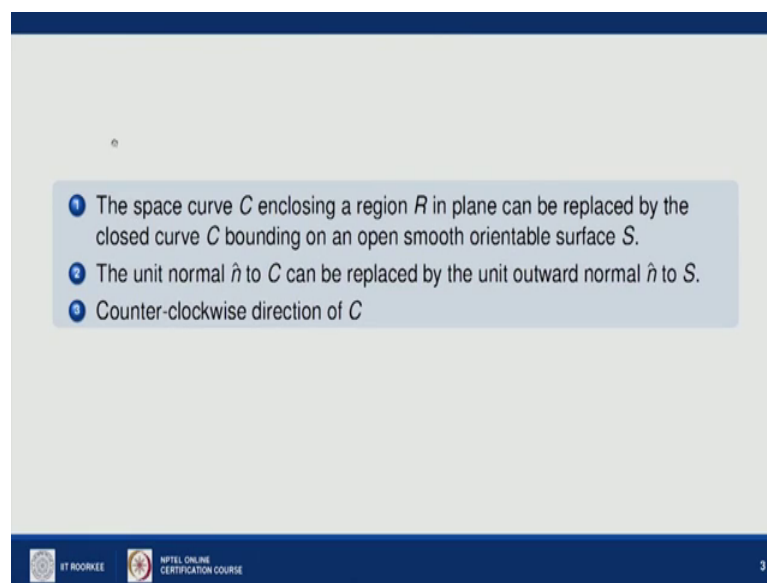 1 The space curve C enclosing a region R in plane can be replaced by the
closed curve C bounding on an open smooth orientable surface S.
2 The unit normal n̂ to C can be replaced by the unit outward normal n̂ to S.
3 Counter-clockwise direction of C
IIT ROORKEE
NPTEL ONLINE
CERTIFICATION COURSE
3